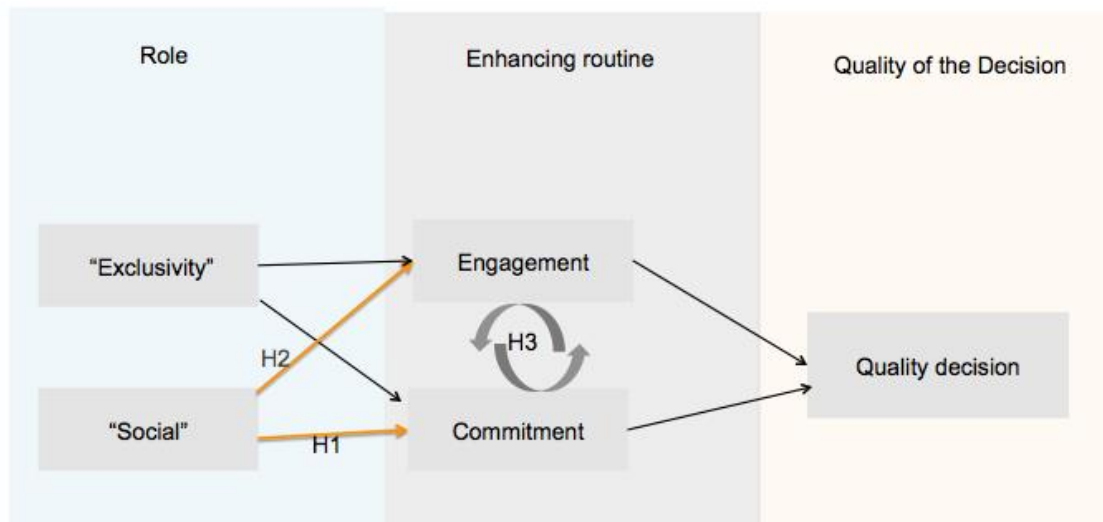 Role
Enhancing routine
Quality of the Decision
“Exclusivity”
Engagement
H2
H3
Quality decision
“Social”
H1
Commitment